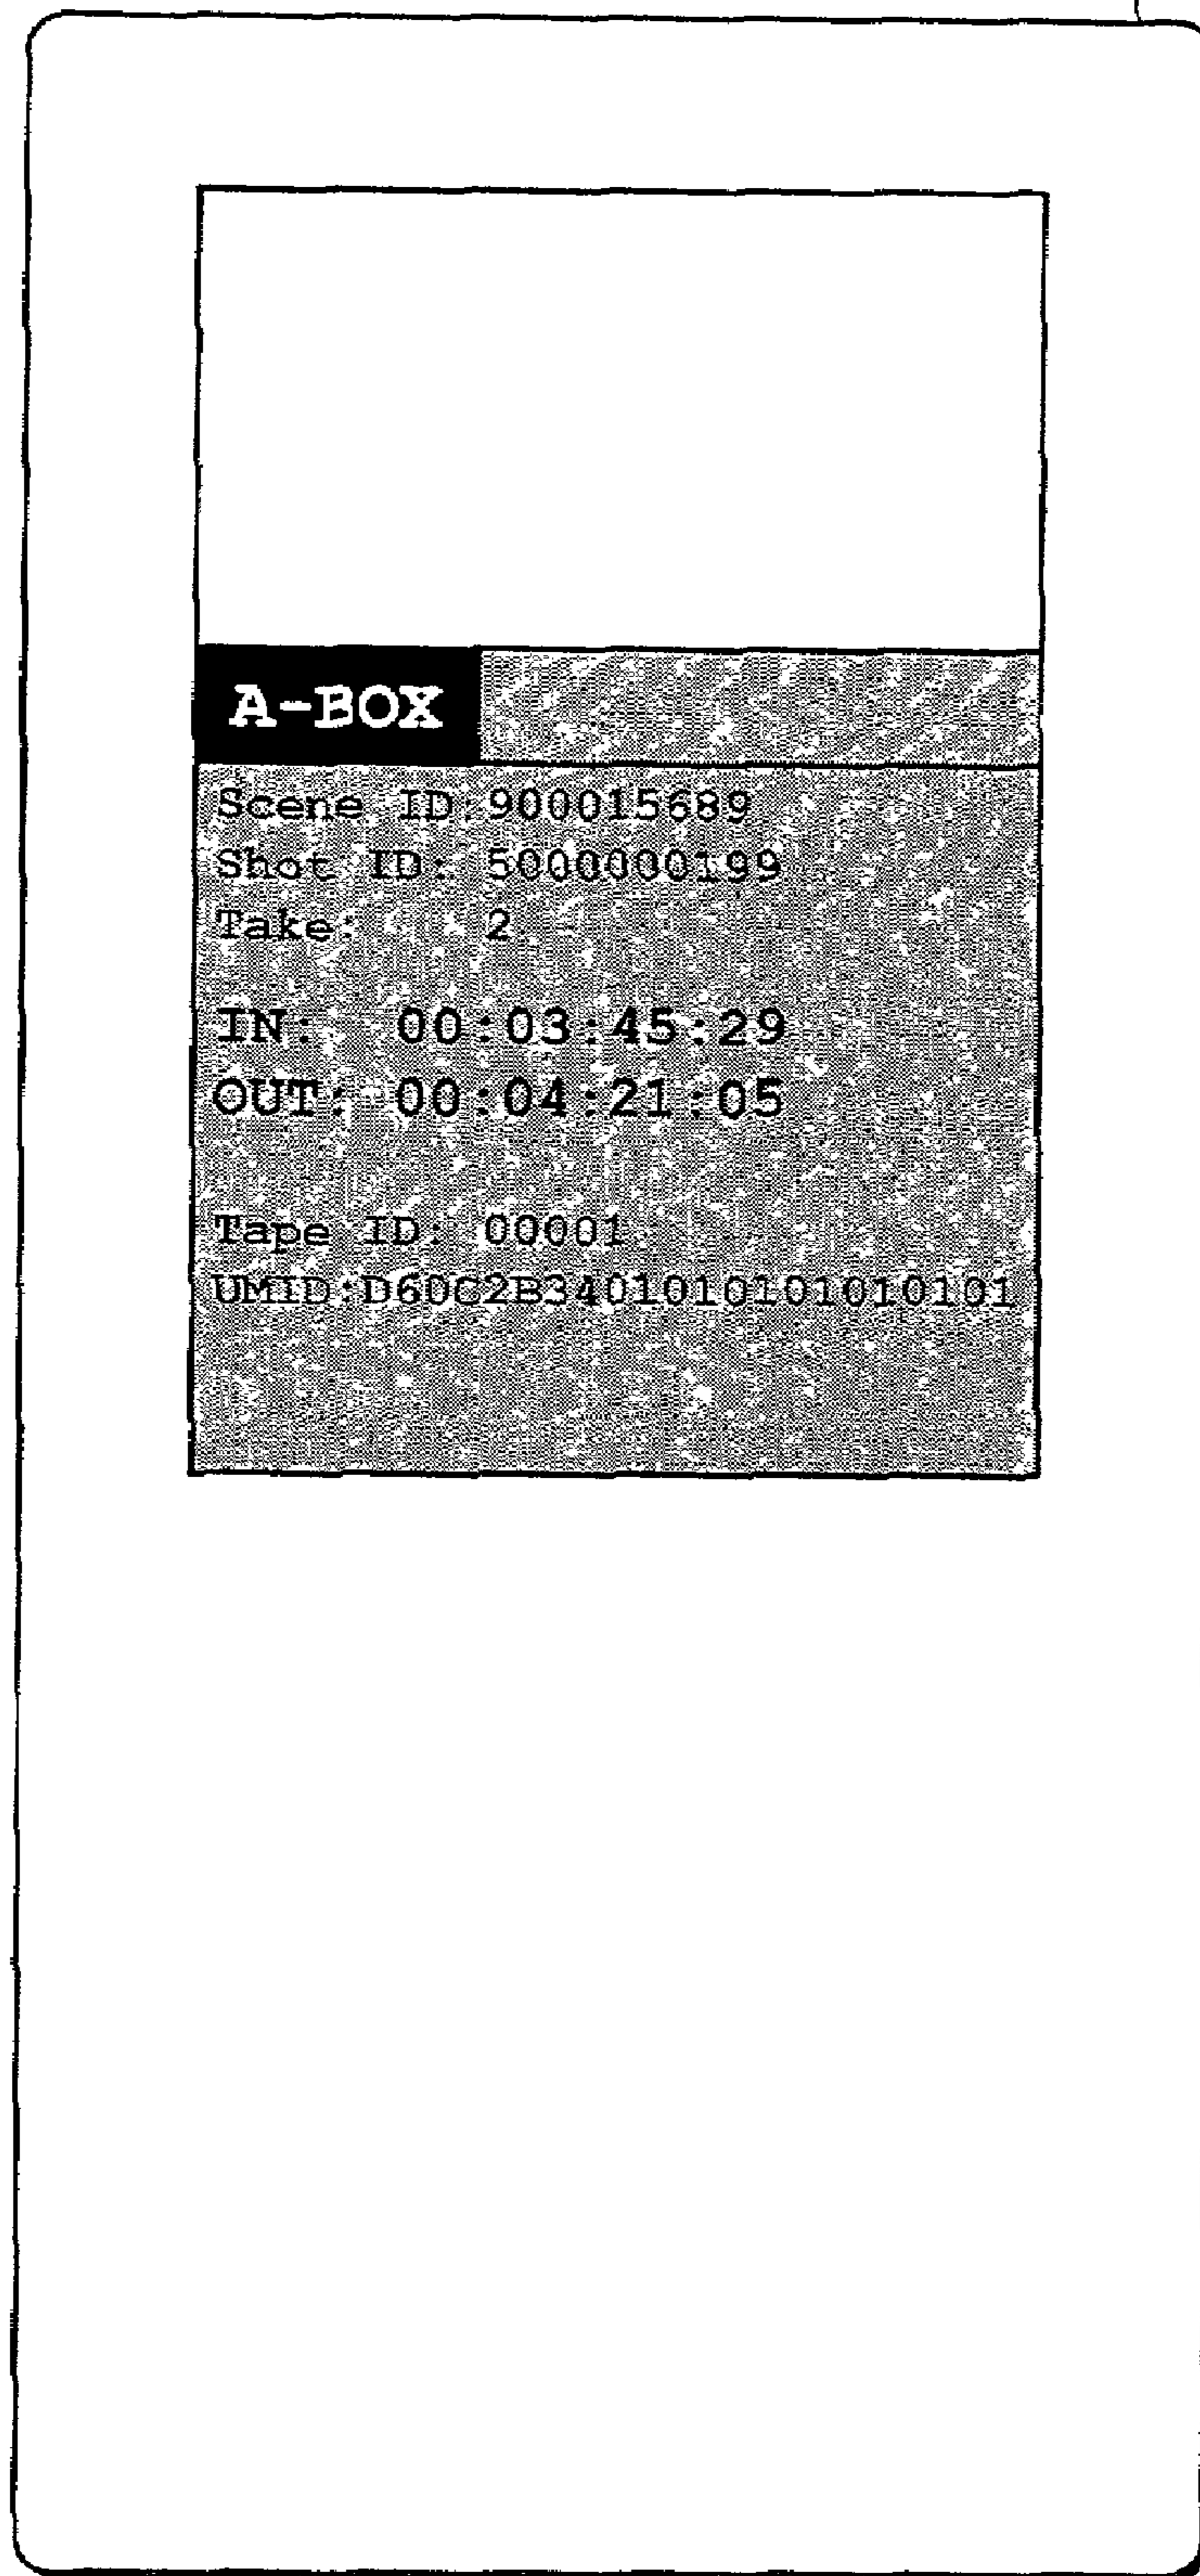 A-BOX
Scene ID:900015689
Shot ID: 5000000199
Take: 2
IN: 00:03:45:29
OUT: 00:04:21:05
Tape ID: 00001
UMID:D60C2B3401010101010101